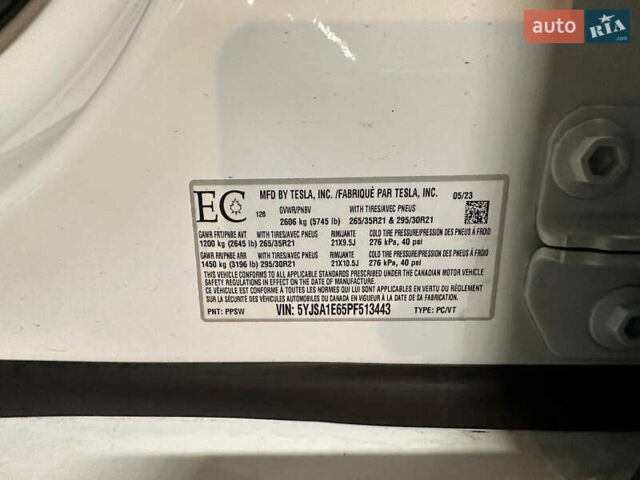 auto RIA.com
EC MFD BY TESLA, INC. /FABRIQUÈ PAR TESLA, INC. 05/23
126 GVWR/PNBV WITH TIRES/AVEC PNEUS
2606 kg (5745 lb) 265/35R21 & 295/30R21
GAWR FRT/PNBE AVT WITH TIRES/AVEC PNEUS RIM/JANTE COLD TIRE PRESSURE/PRESSION DES PNEUS À FROID
1200 kg (2645 lb) 265/35R21 21X9.5J 276 kPa, 40 psi
GAWR RR/PNBE ARR WITH TIRES/AVEC PNEUS RIM/JANTE COLD TIRE PRESSURE/PRESSION DES PNEUS À FROID
1450 kg (3196 lb) 295/30R21 21X10.5J 276 kPa, 40 psi
THIS VEHICLE CONFORMS TO ALL APPLICABLE STANDARDS PRESCRIBED UNDER THE CANADIAN MOTOR VEHICLE
SAFETY REGULATIONS IN EFFECT ON THE DATE OF MANUFACTURE
CE VÉHICULE EST CONFORME À TOUTES LES NORMES QUI LUI SONT APPLICABLES EN VERTU DU RÉGLEMENT
SUR LA SÉCURITÉ DES VÉHICULES AUTOMOBILES DU CANADA EN VIGUEUR À LA DATE DE SA FABRICATION.
PNT: PPSW VIN: 5YJSA1E65PF513443 TYPE: PC/VT